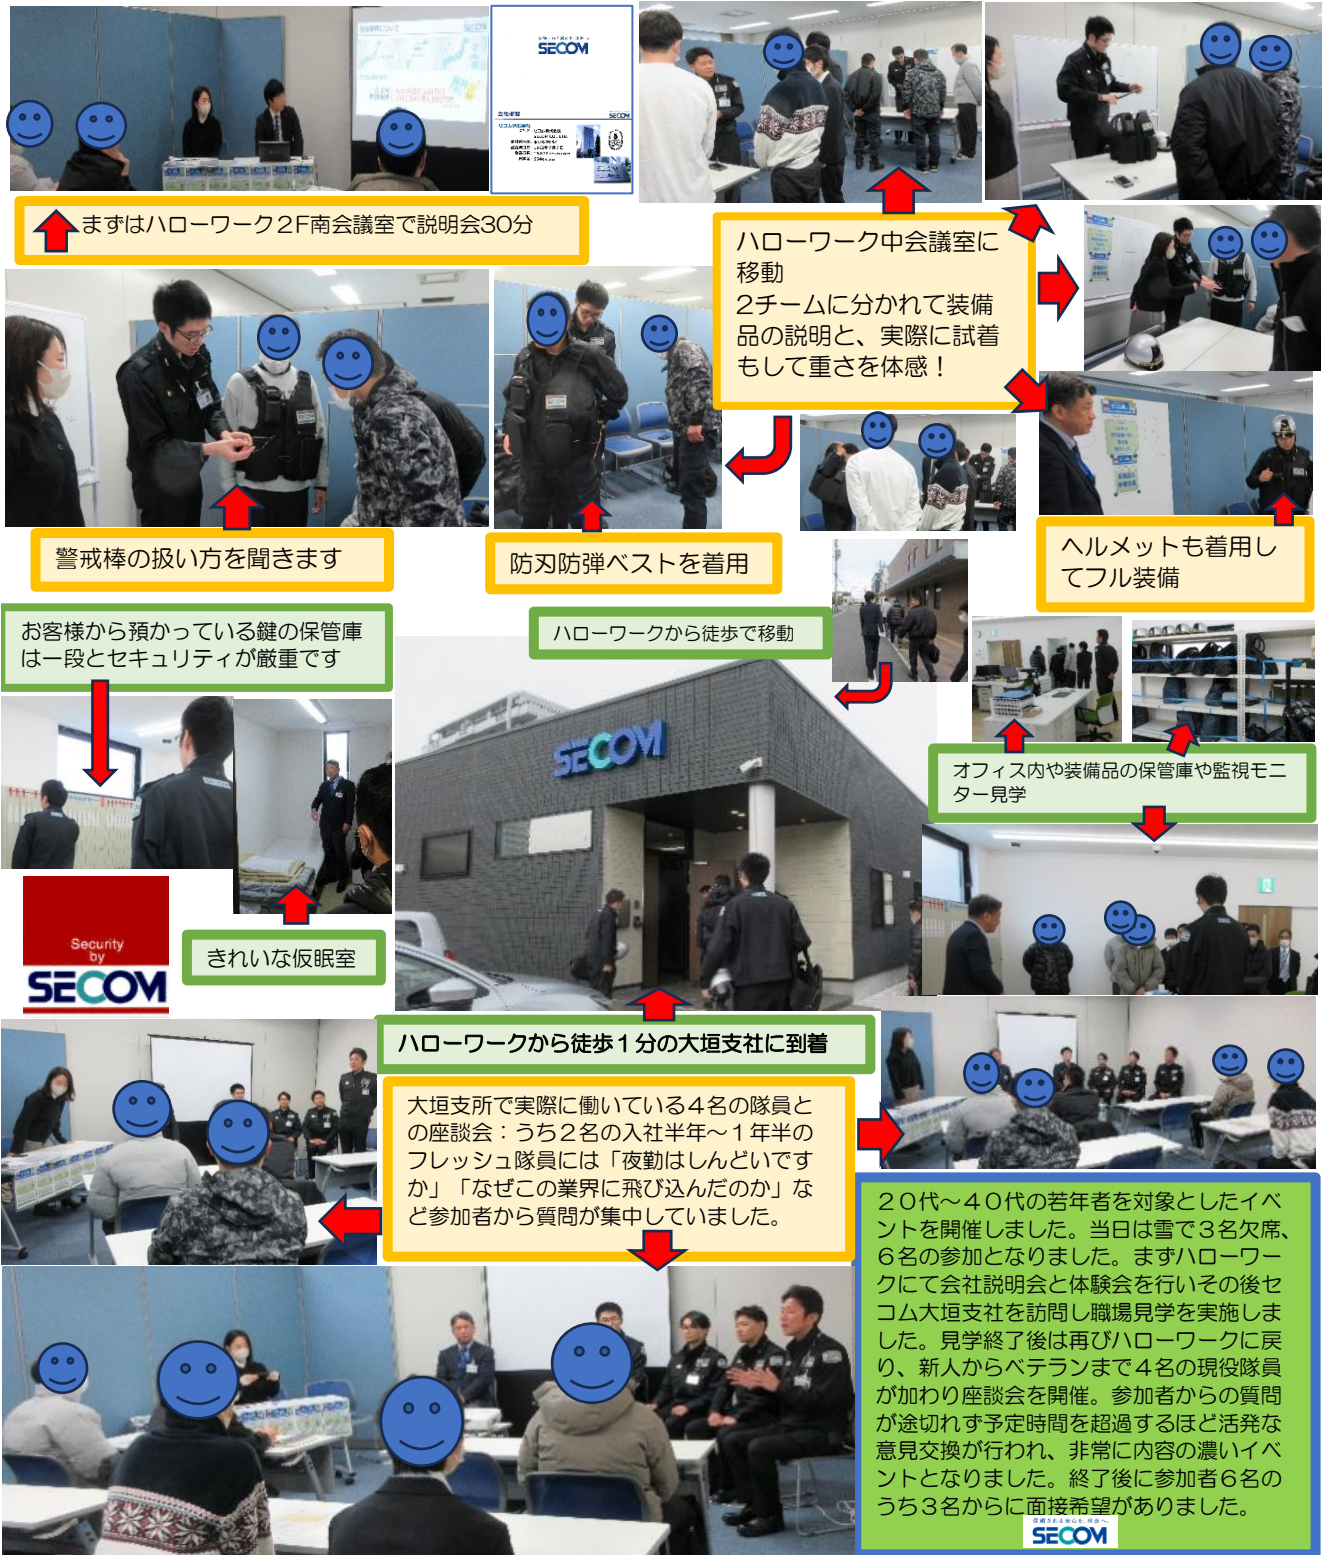 SECOM
会社概要
SECOM
まずはハローワーク2F南会議室で説明会30分
ハローワーク中会議室に
移動
2チームに分かれて装備
品の説明と、実際に試着
もして重さを体感！
警戒棒の扱い方を聞きます
防刃防弾ベストを着用
ヘルメットも着用し
てフル装備
お客様から預かっている鍵の保管庫
は一段とセキュリティが厳重です
ハローワークから徒歩で移動
SECOM
オフィス内や装備品の保管庫や監視モニ
ター見学
Security
by
SECOM
きれいな仮眠室
ハローワークから徒歩１分の大垣支社に到着
大垣支所で実際に働いている４名の隊員と
の座談会：うち２名の入社半年～１年半の
フレッシュ隊員には「夜勤はしんどいです
か」「なぜこの業界に飛び込んだのか」な
ど参加者から質問が集中していました。
２０代～４０代の若年者を対象としたイベ
ントを開催しました。当日は雪で３名欠席、
６名の参加となりました。まずハローワー
クにて会社説明会と体験会を行いその後セ
コム大垣支社を訪問し職場見学を実施しま
した。見学終了後は再びハローワークに戻
り、新人からベテランまで４名の現役隊員
が加わり座談会を開催。参加者からの質問
が途切れず予定時間を超過するほど活発な
意見交換が行われ、非常に内容の濃いイベ
ントとなりました。終了後に参加者６名の
うち３名からに面接希望がありました。
信頼される安心を、社会へ。
SECOM